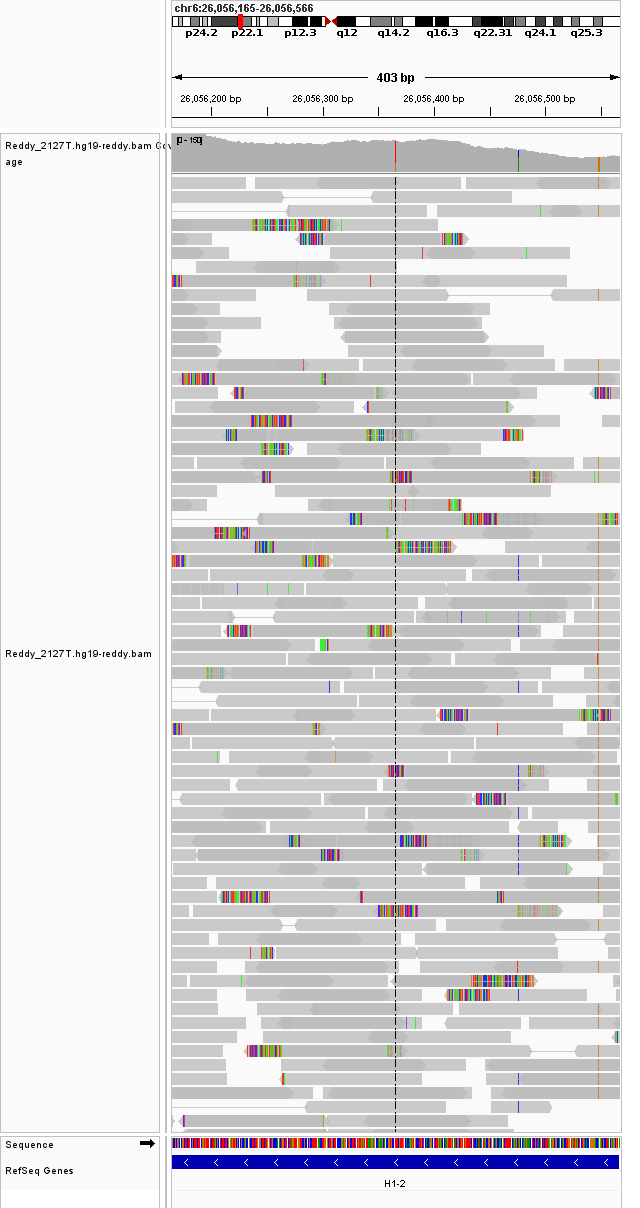 chr6:26,056,165-26,056,566
p24.2 p22.1 p12.3 q12 q14.2 q16.3 q22.31 q24.1 q25.3
403 bp
26,056,200 bp 26,056,300 bp 26,056,400 bp 26,056,500 bp
Reddy_2127T.hg19-reddy.bam Cov
age
[0 - 150]
Reddy_2127T.hg19-reddy.bam
Sequence
RefSeq Genes
H1-2